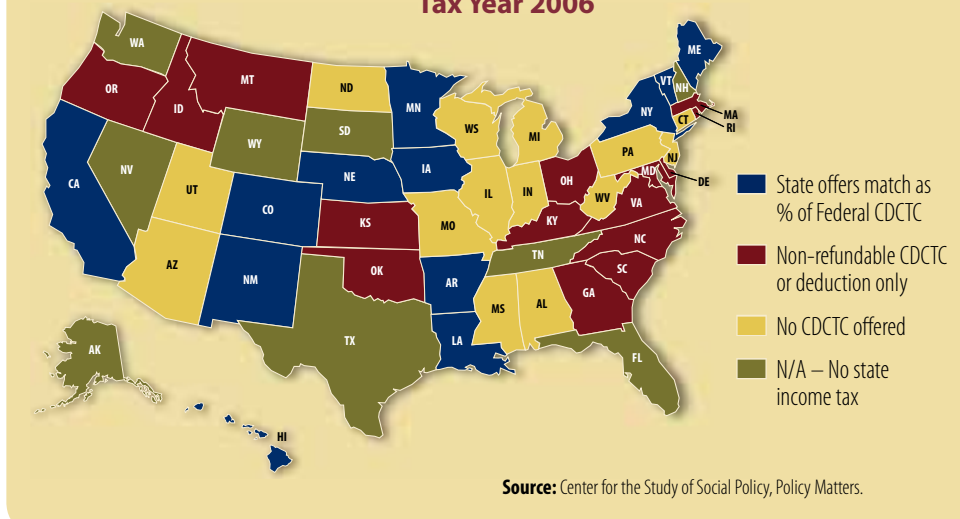 Tax Year 2006
WA
OR
ID
MT
WY
NV
CA
UT
AZ
CO
NM
ND
SD
NE
KS
OK
TX
MN
IA
MO
AR
LA
WS
IL
IN
MI
OH
KY
TN
MS
AL
GA
FL
SC
NC
VA
WV
PA
NY
VT
NH
ME
MA
RI
CT
NJ
DE
MD
AK
HI
State offers match as
% of Federal CDCTC
Non-refundable CDCTC
or deduction only
No CDCTC offered
N/A – No state
income tax
Source: Center for the Study of Social Policy, Policy Matters.